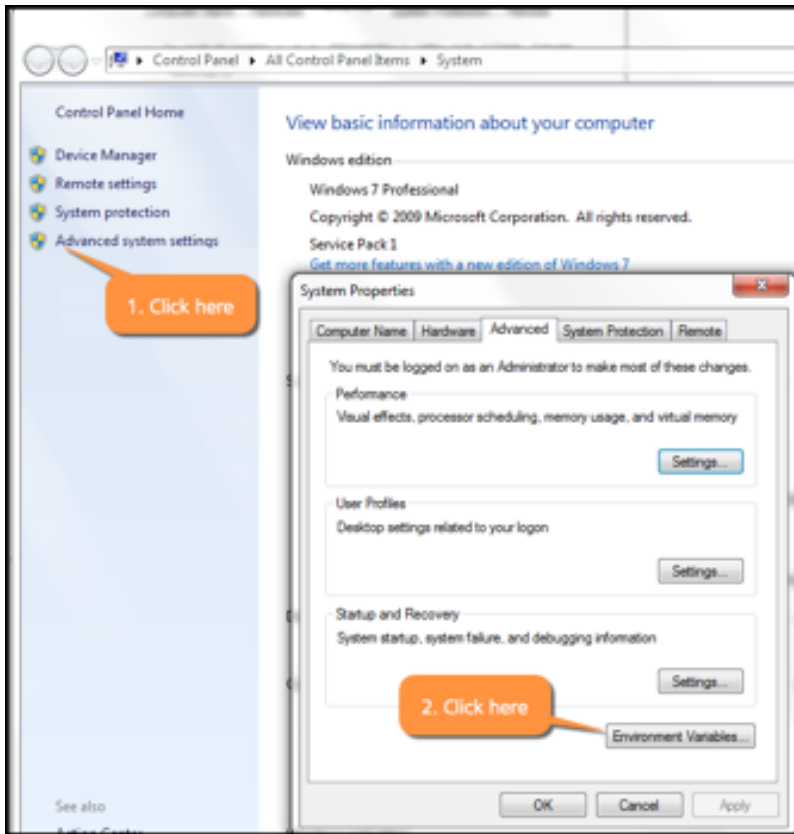 Control Panel ▸ All Control Panel Items ▸ System
Control Panel Home
Device Manager
Remote settings
System protection
Advanced system settings
1. Click here
View basic information about your computer
Windows edition
Windows 7 Professional
Copyright © 2009 Microsoft Corporation. All rights reserved.
Service Pack 1
Get more features with a new edition of Windows 7
System Properties
Computer Name Hardware Advanced System Protection Remote
You must be logged on as an Administrator to make most of these changes.
Performance
Visual effects, processor scheduling, memory usage, and virtual memory
Settings...
User Profiles
Desktop settings related to your logon
Settings...
Startup and Recovery
System startup, system failure, and debugging information
Settings...
2. Click here
Environment Variables...
OK Cancel Apply
See also
Action Center